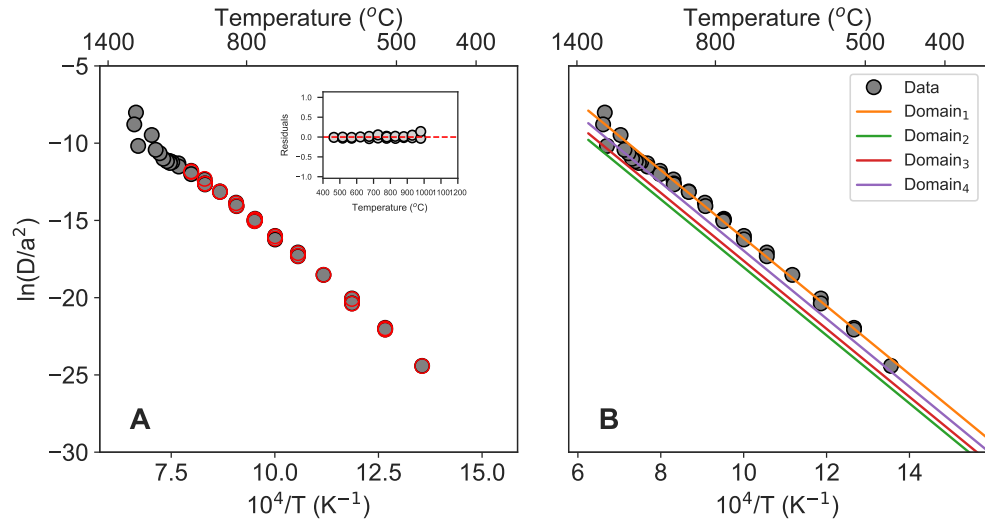 Temperature (°C)
1400 800 500 400
−5
−10
−15
−20
−25
−30
ln(D/a²)
1.0
0.5
0.0
−0.5
−1.0
Residuals
400 500 600 700 800 900 1000 1100 1200
Temperature (°C)
A
7.5 10.0 12.5 15.0
10⁴/T (K⁻¹)
Temperature (°C)
1400 800 500 400
Data
Domain₁
Domain₂
Domain₃
Domain₄
B
6 8 10 12 14
10⁴/T (K⁻¹)